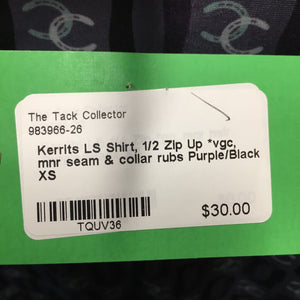 The Tack Collector
983966-26
Kerrits LS Shirt, 1/2 Zip Up *vgc,
mnr seam & collar rubs Purple/Black
XS
$30.00
TQUV36